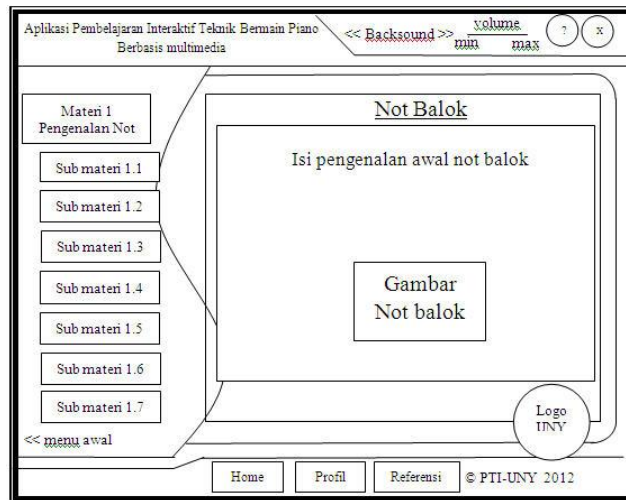 Aplikasi Pembelajaran Interaktif Teknik Bermain Piano
Berbasis multimedia
<< Backsound >>
volume
min max
?
x
Materi 1
Pengenalan Not
Sub materi 1.1
Sub materi 1.2
Sub materi 1.3
Sub materi 1.4
Sub materi 1.5
Sub materi 1.6
Sub materi 1.7
<< menu awal
Not Balok
Isi pengenalan awal not balok
Gambar
Not balok
Logo
UNY
Home
Profil
Referensi
© PTI-UNY 2012